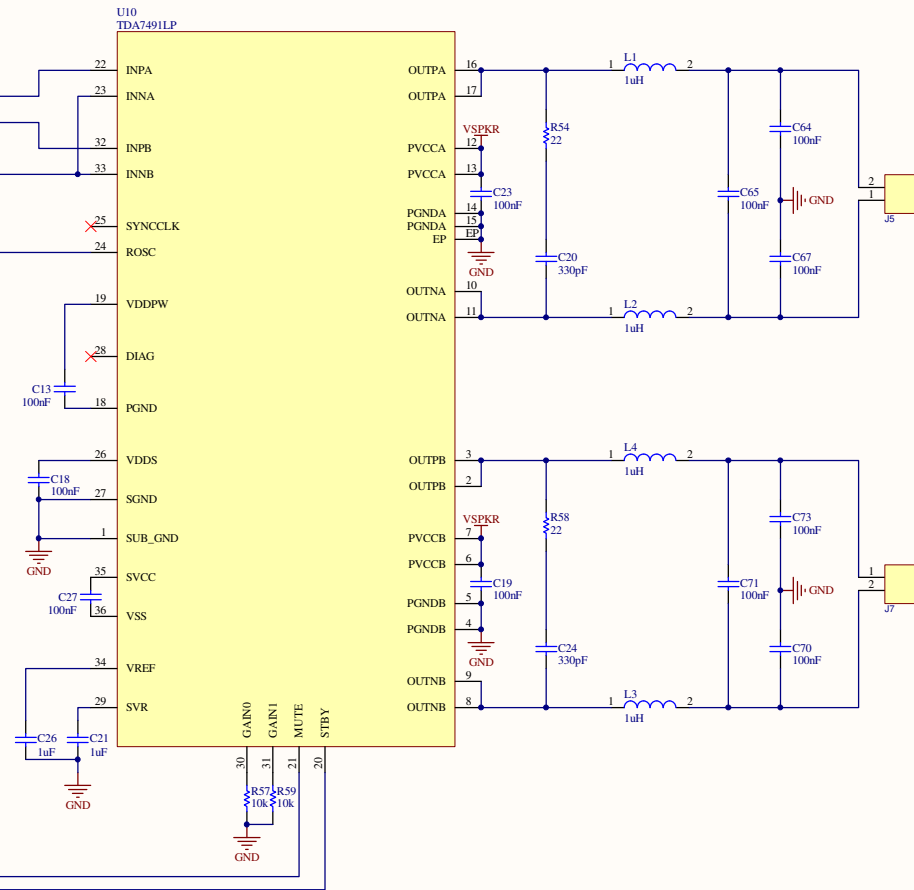 U10
TDA7491LP
22 INPA
23 INNA
32 INPB
33 INNB
25 SYNCCLK
24 ROSC
19 VDDPW
28 DIAG
C13
100nF
18 PGND
26 VDDS
C18
100nF
27 SGND
1 SUB_GND
GND
35 SVCC
C27
100nF
36 VSS
34 VREF
29 SVR
C26
1uF
C21
1uF
GND
GAIN0
GAIN1
MUTE
STBY
30
31
21
20
R57
10k
R59
10k
GND
OUTPA 16
OUTPA 17
VSPKR
PVCCA 12
PVCCA 13
C23
100nF
PGNDA 14
PGNDA 15
EP EP
GND
OUTNA 10
OUTNA 11
R54
22
C20
330pF
1 L1 2
1uH
1 L2 2
1uH
C65
100nF
C64
100nF
GND
C67
100nF
2
1
J5
OUTPB 3
OUTPB 2
VSPKR
PVCCB 7
PVCCB 6
C19
100nF
PGNDB 5
PGNDB 4
GND
OUTNB 9
OUTNB 8
R58
22
C24
330pF
1 L4 2
1uH
1 L3 2
1uH
C71
100nF
C73
100nF
GND
C70
100nF
1
2
J7